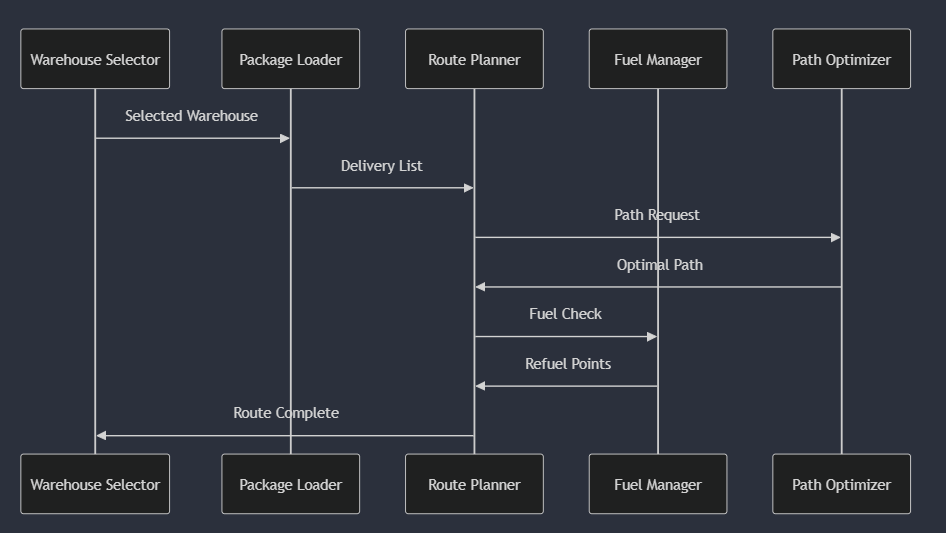 Warehouse Selector
Package Loader
Route Planner
Fuel Manager
Path Optimizer
Selected Warehouse
Delivery List
Path Request
Optimal Path
Fuel Check
Refuel Points
Route Complete
Warehouse Selector
Package Loader
Route Planner
Fuel Manager
Path Optimizer